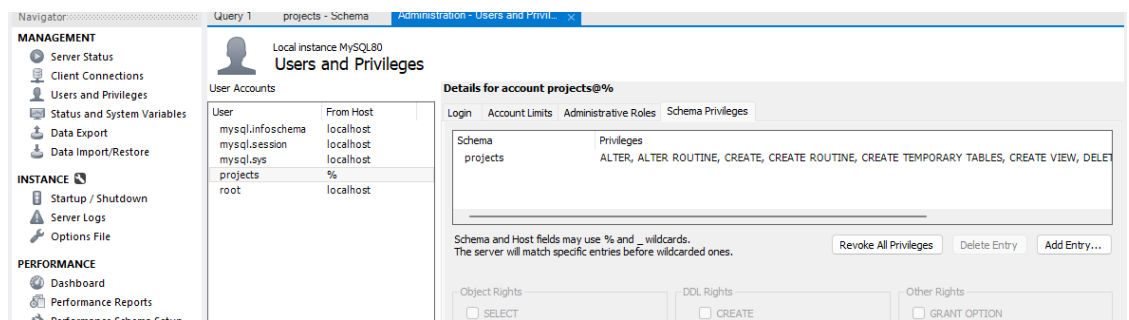 Navigator
Query 1
projects - Schema
Administration - Users and Privil...
MANAGEMENT
Server Status
Client Connections
Users and Privileges
Status and System Variables
Data Export
Data Import/Restore
INSTANCE
Startup / Shutdown
Server Logs
Options File
PERFORMANCE
Dashboard
Performance Reports
Performance Schema Setup
Local instance MySQL80
Users and Privileges
User Accounts
User From Host
mysql.infoschema localhost
mysql.session localhost
mysql.sys localhost
projects %
root localhost
Details for account projects@%
Login Account Limits Administrative Roles Schema Privileges
Schema Privileges
projects ALTER, ALTER ROUTINE, CREATE, CREATE ROUTINE, CREATE TEMPORARY TABLES, CREATE VIEW, DELET
Schema and Host fields may use % and _ wildcards.
The server will match specific entries before wildcarded ones.
Revoke All Privileges Delete Entry Add Entry...
Object Rights DDL Rights Other Rights
SELECT CREATE GRANT OPTION